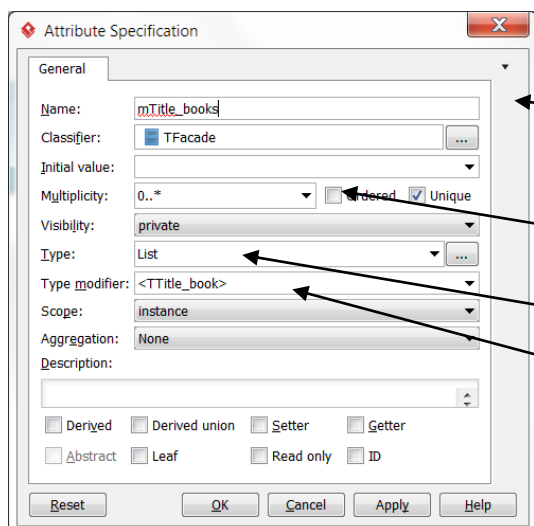 Attribute Specification
General
Name: mTitle_books
Classifier: TFacade ...
Initial value:
Multiplicity: 0..* Ordered Unique
Visibility: private
Type: List ...
Type modifier: <TTitle_book>
Scope: instance
Aggregation: None
Description:
Derived Derived union Setter Getter
Abstract Leaf Read only ID
Reset OK Cancel Apply Help